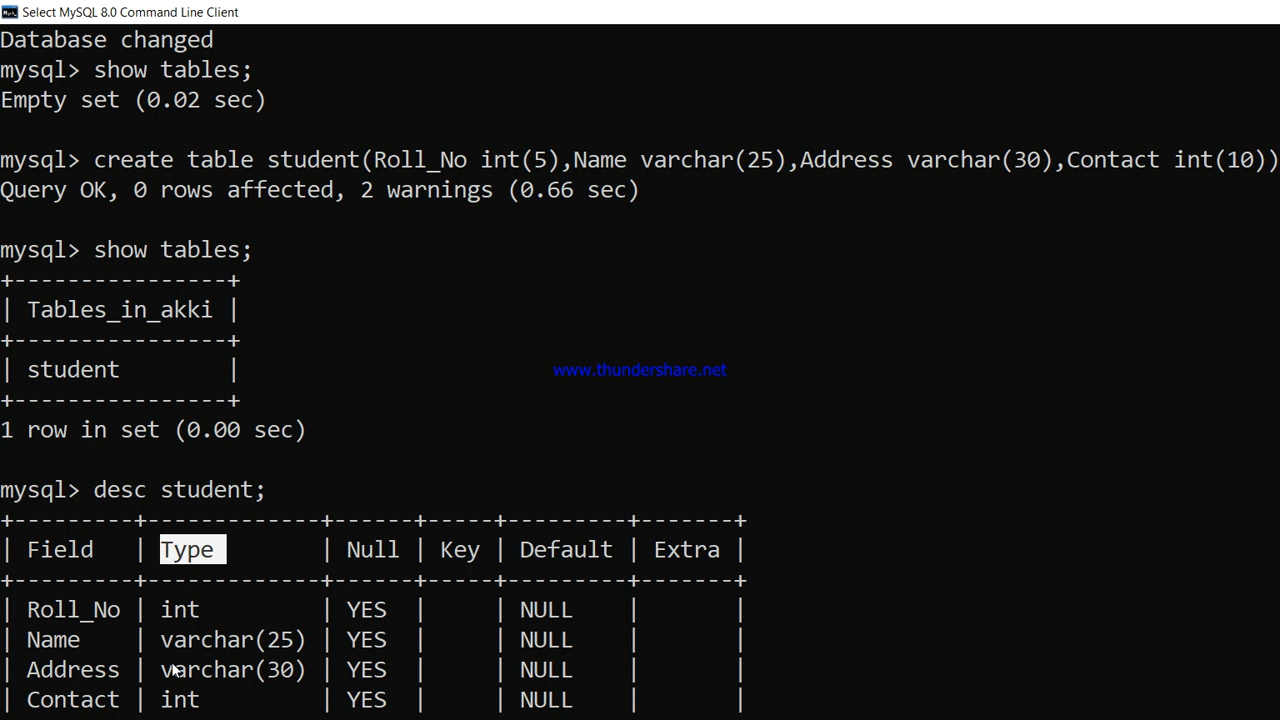 Select MySQL 8.0 Command Line Client
Database changed
mysql> show tables;
Empty set (0.02 sec)
mysql> create table student(Roll_No int(5),Name varchar(25),Address varchar(30),Contact int(10))
Query OK, 0 rows affected, 2 warnings (0.66 sec)
mysql> show tables;
+----------------+
| Tables_in_akki |
+----------------+
| student        |
+----------------+
www.thundershare.net
1 row in set (0.00 sec)
mysql> desc student;
+---------+-------------+------+-----+---------+-------+
| Field   | Type        | Null | Key | Default | Extra |
+---------+-------------+------+-----+---------+-------+
| Roll_No | int         | YES  |     | NULL    |       |
| Name    | varchar(25) | YES  |     | NULL    |       |
| Address | varchar(30) | YES  |     | NULL    |       |
| Contact | int         | YES  |     | NULL    |       |